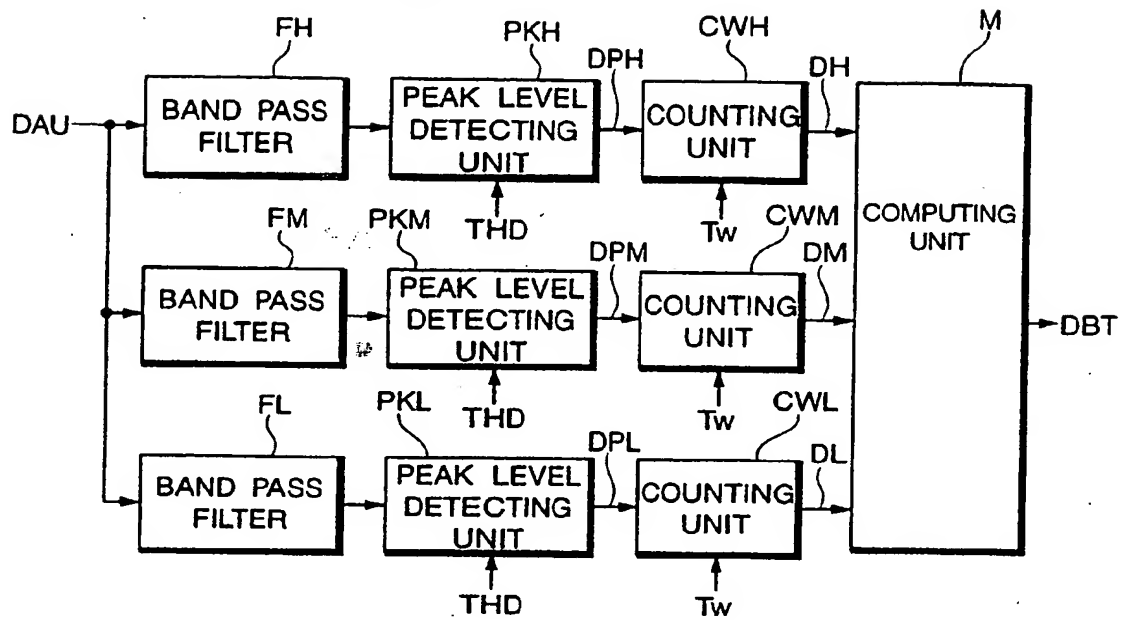 FH
PKH
DPH
CWH
DH
M
DAU
BAND PASS
FILTER
PEAK LEVEL
DETECTING
UNIT
COUNTING
UNIT
THD
Tw
COMPUTING
UNIT
FM
PKM
DPM
CWM
DM
BAND PASS
FILTER
PEAK LEVEL
DETECTING
UNIT
COUNTING
UNIT
DBT
THD
Tw
FL
PKL
DPL
CWL
DL
BAND PASS
FILTER
PEAK LEVEL
DETECTING
UNIT
COUNTING
UNIT
THD
Tw